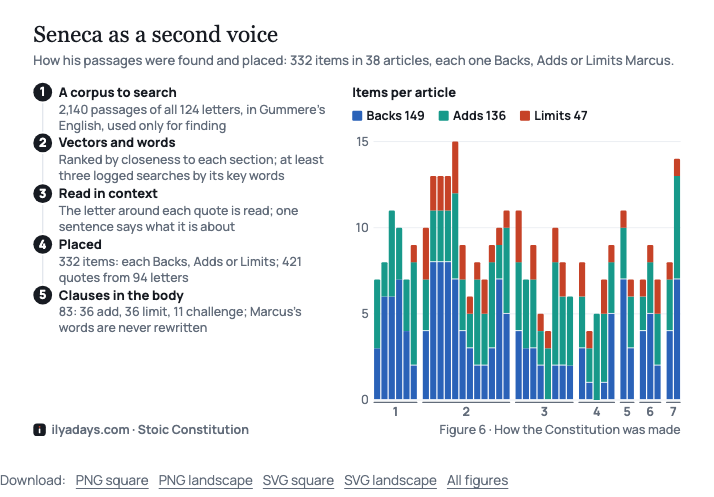 Seneca as a second voice
How his passages were found and placed: 332 items in 38 articles, each one Backs, Adds or Limits Marcus.
1 A corpus to search
2,140 passages of all 124 letters, in Gummere's
English, used only for finding
2 Vectors and words
Ranked by closeness to each section; at least
three logged searches by its key words
3 Read in context
The letter around each quote is read; one
sentence says what it is about
4 Placed
332 items: each Backs, Adds or Limits; 421
quotes from 94 letters
5 Clauses in the body
83: 36 add, 36 limit, 11 challenge; Marcus's
words are never rewritten
Items per article
Backs 149 Adds 136 Limits 47
15
10
5
0
1 2 3 4 5 6 7
i ilyadays.com · Stoic Constitution
Figure 6 · How the Constitution was made
Download: PNG square PNG landscape SVG square SVG landscape All figures